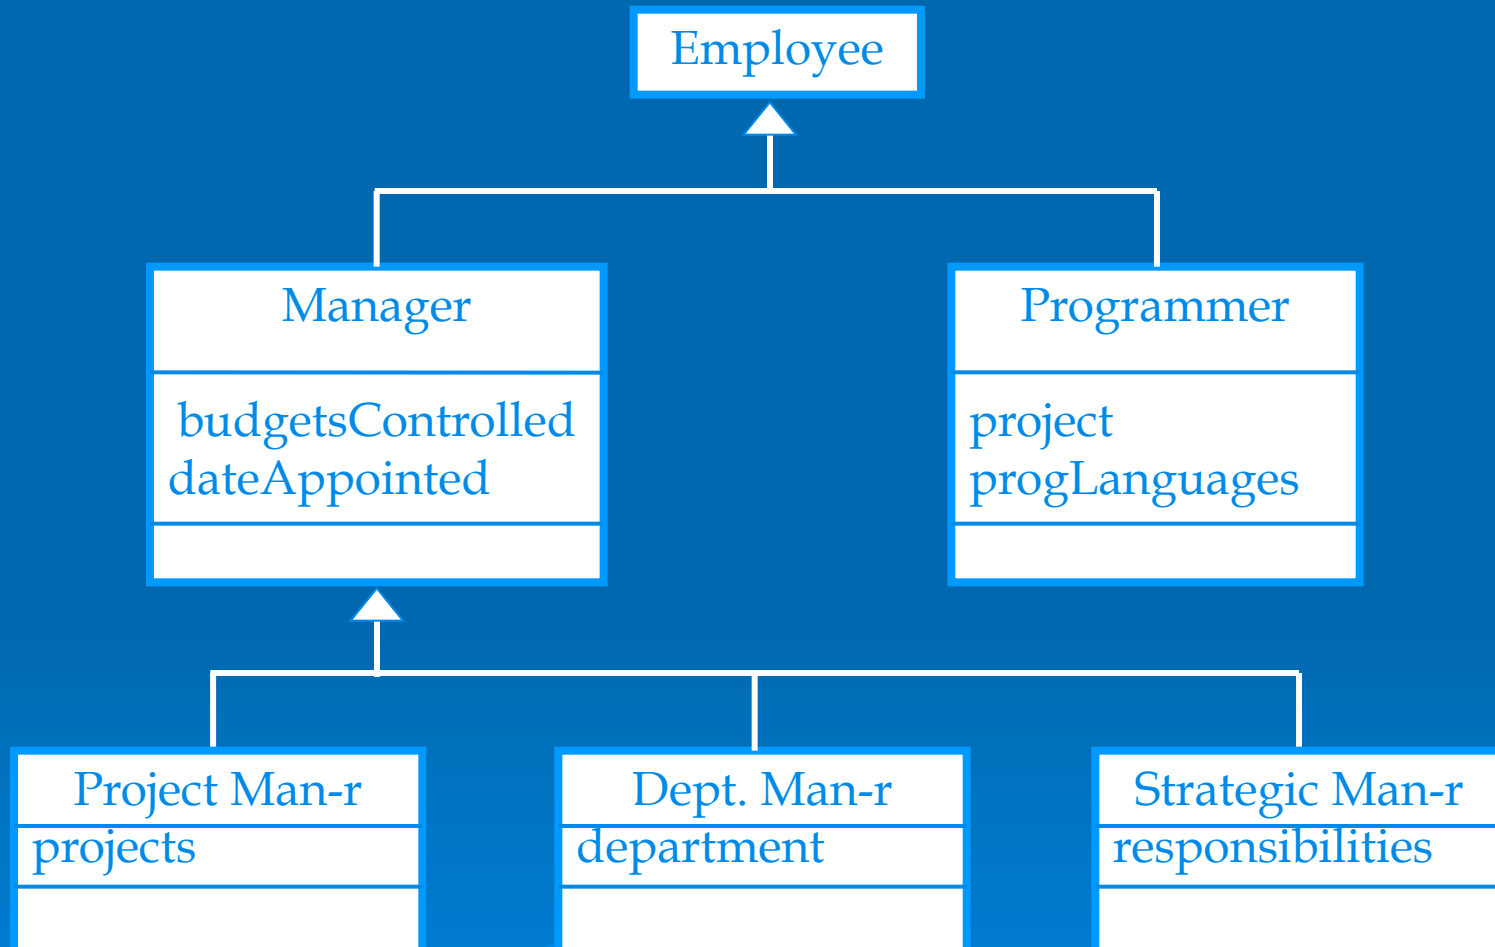 Employee
Manager
budgetsControlled
dateAppointed
Programmer
project
progLanguages
Project Man-r
projects
Dept. Man-r
department
Strategic Man-r
responsibilities